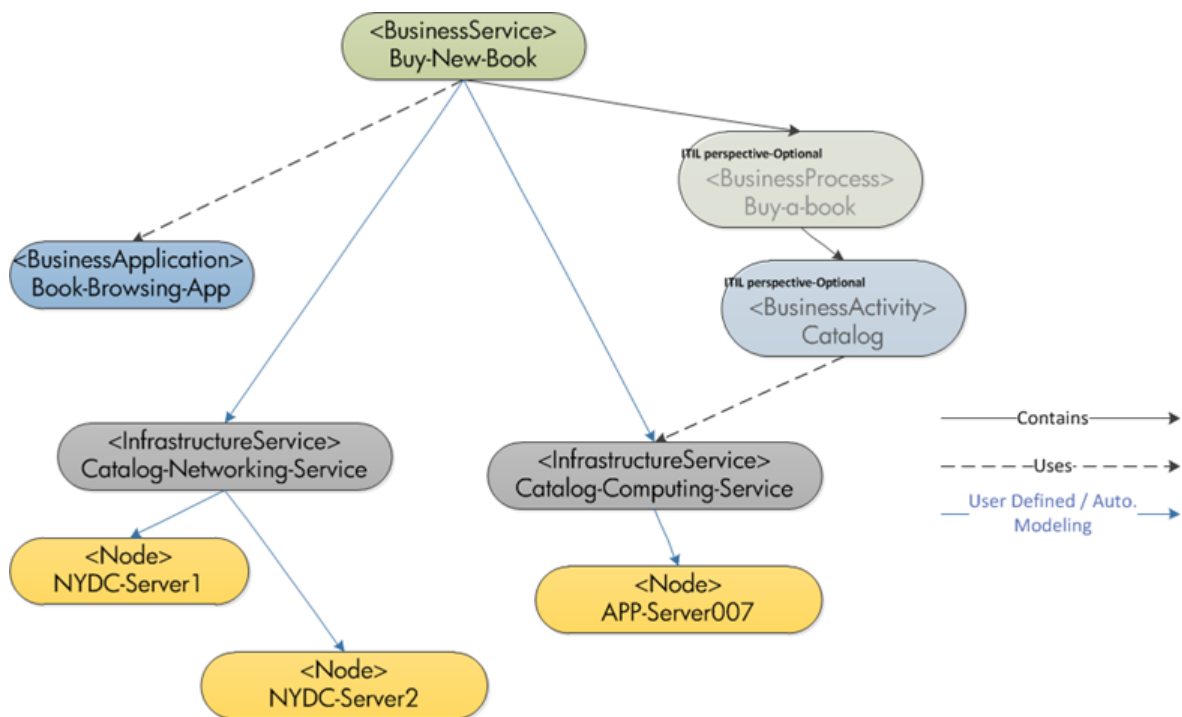 <BusinessService>
Buy-New-Book
ITIL perspective-Optional
<BusinessProcess>
Buy-a-book
<BusinessApplication>
Book-Browsing-App
ITIL perspective-Optional
<BusinessActivity>
Catalog
Contains
<InfrastructureService>
Catalog-Networking-Service
<InfrastructureService>
Catalog-Computing-Service
Uses
User Defined / Auto.
Modeling
<Node>
NYDC-Server1
<Node>
APP-Server007
<Node>
NYDC-Server2